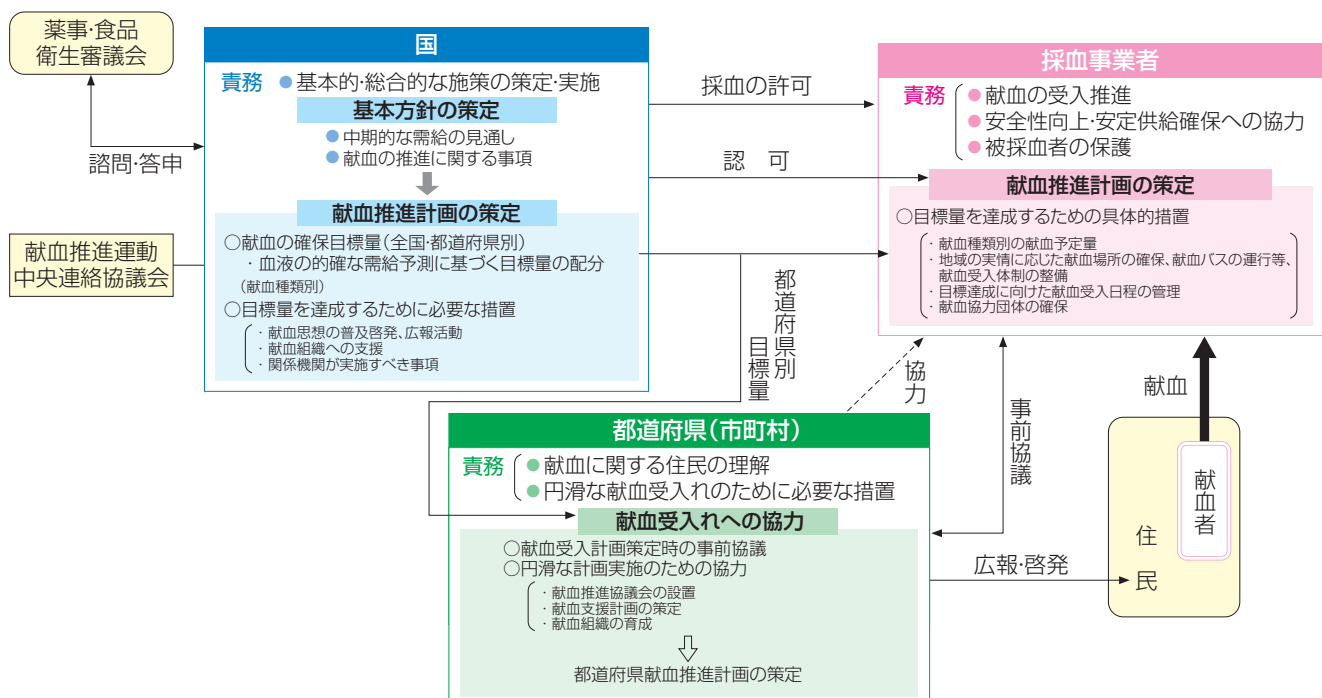 薬事・食品
衛生審議会
諮問・答申
献血推進運動
中央連絡協議会
国
責務 ●基本的・総合的な施策の策定・実施
基本方針の策定
●中期的な需給の見通し
●献血の推進に関する事項
献血推進計画の策定
○献血の確保目標量（全国・都道府県別）
・血液の的確な需給予測に基づく目標量の配分
（献血種類別）
○目標量を達成するために必要な措置
・献血思想の普及啓発、広報活動
・献血組織への支援
・関係機関が実施すべき事項
採血の許可
認 可
都道府県別
目標量
採血事業者
責務 ●献血の受入推進
●安全性向上・安定供給確保への協力
●被採血者の保護
献血推進計画の策定
○目標量を達成するための具体的措置
・献血種類別の献血予定量
・地域の実情に応じた献血場所の確保、献血バスの運行等、
献血受入体制の整備
・目標達成に向けた献血受入日程の管理
・献血協力団体の確保
協力
事前協議
献血
都道府県（市町村）
責務 ●献血に関する住民の理解
●円滑な献血受入れのために必要な措置
献血受入れへの協力
○献血受入計画策定時の事前協議
○円滑な計画実施のための協力
・献血推進協議会の設置
・献血支援計画の策定
・献血組織の育成
都道府県献血推進計画の策定
広報・啓発
住民
献血者